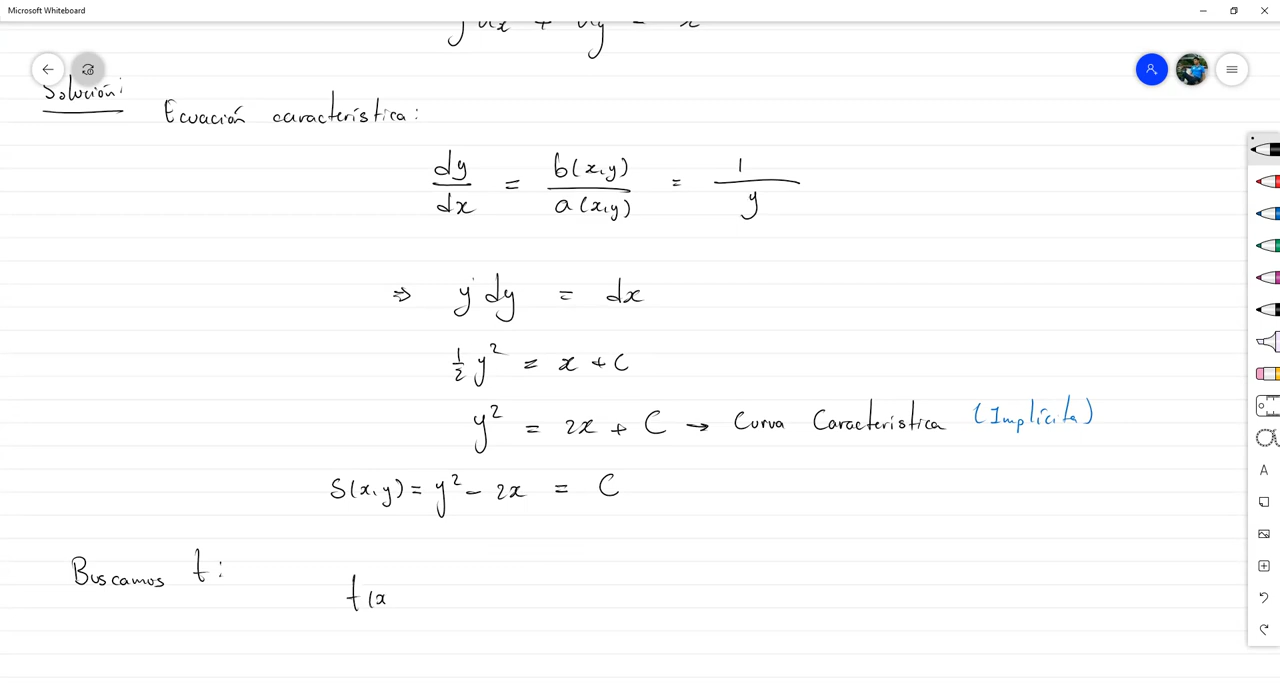 Microsoft Whiteboard
Solución:
Ecuación característica:
dy/dx = b(x,y)/a(x,y) = 1/y
⇒ y dy = dx
1/2 y² = x + C
y² = 2x + C → Curva Característica (Implícita)
S(x,y) = y² - 2x = C
Buscamos t:
t(x
A